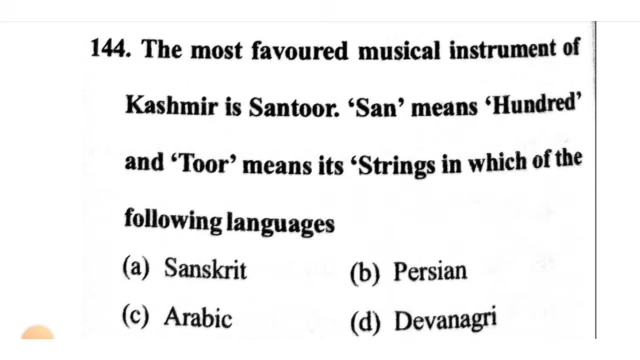 144. The most favoured musical instrument of
Kashmir is Santoor. ‘San’ means ‘Hundred’
and ‘Toor’ means its ‘Strings in which of the
following languages
(a) Sanskrit (b) Persian
(c) Arabic (d) Devanagri